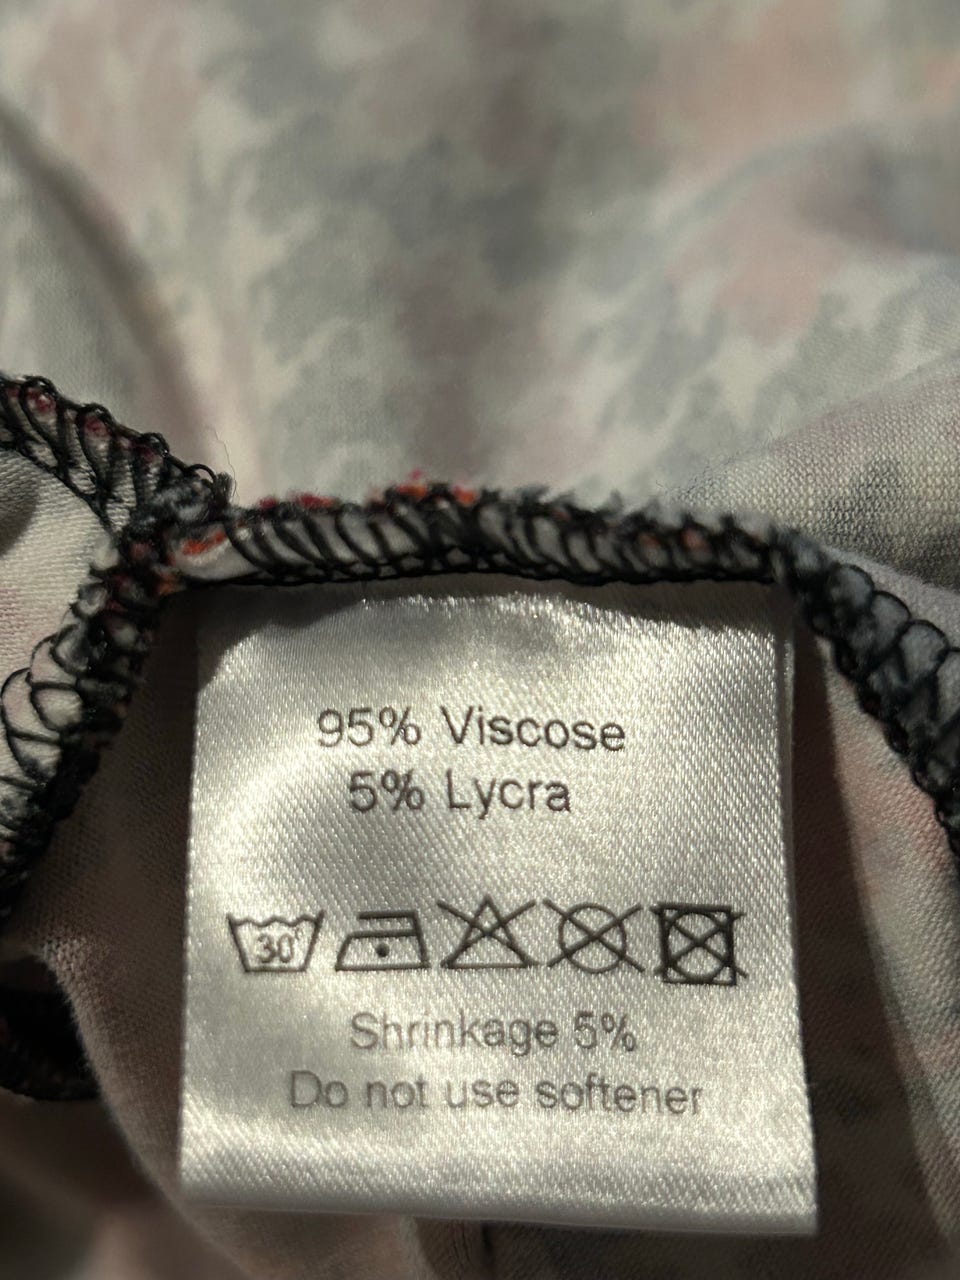 95% Viscose
5% Lycra
30°
Shrinkage 5%
Do not use softener